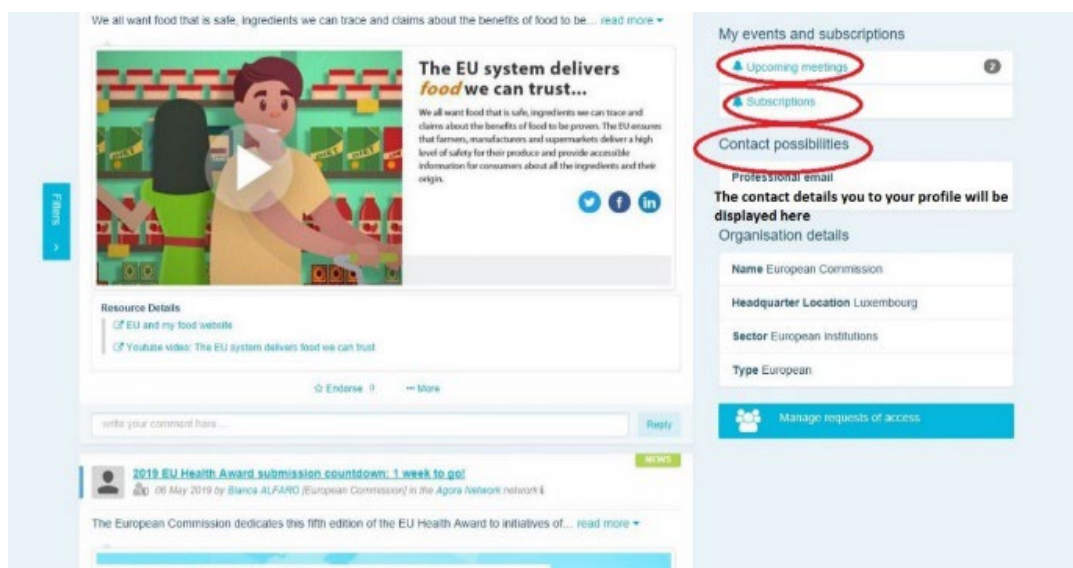 We all want food that is safe, ingredients we can trace and claims about the benefits of food to be... read more
The EU system delivers
food we can trust...
We all want food that is safe, ingredients we can trace and
claims about the benefits of food to be proven. The EU ensures
that farmers, manufacturers and supermarkets deliver a high
level of safety for their produce and provide accessible
information for consumers about all the ingredients and their
origin.
DIET
Filters
Resource Details
EU and my food website
Youtube video: The EU system delivers food we can trust
Endorse 0 More
write your comment here ...
Reply
NEWS
2019 EU Health Award submission countdown: 1 week to go!
06 May 2019 by Bianca ALFARO [European Commission] in the Agora Network network
The European Commission dedicates this fifth edition of the EU Health Award to initiatives of... read more
My events and subscriptions
Upcoming meetings
Subscriptions
Contact possibilities
Professional email
The contact details you to your profile will be
displayed here
Organisation details
Name European Commission
Headquarter Location Luxembourg
Sector European institutions
Type European
Manage requests of access